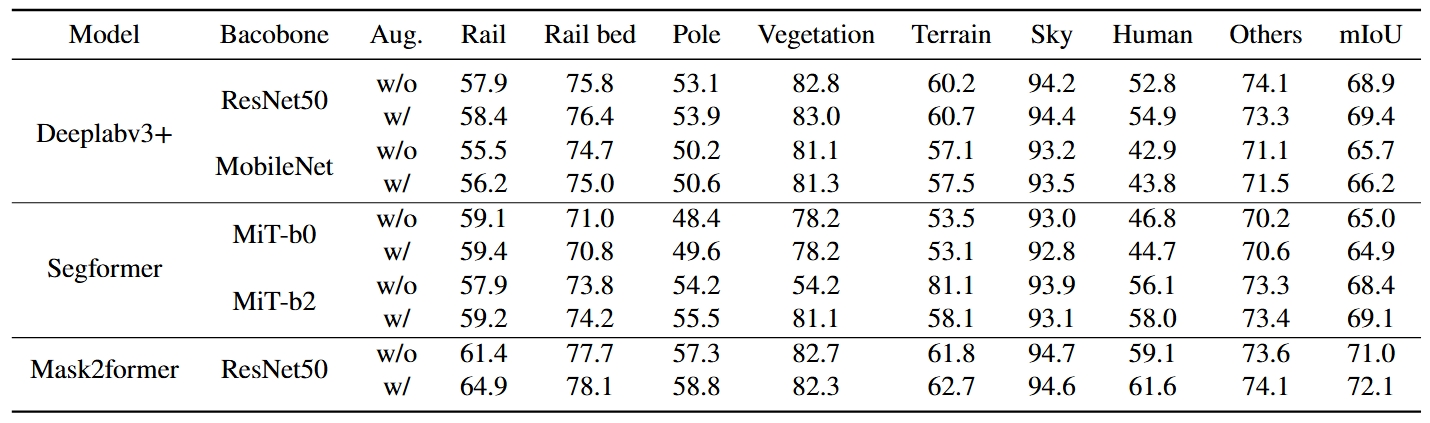 Model Bacobone Aug. Rail Rail bed Pole Vegetation Terrain Sky Human Others mIoU
Deeplabv3+ ResNet50 w/o 57.9 75.8 53.1 82.8 60.2 94.2 52.8 74.1 68.9
w/ 58.4 76.4 53.9 83.0 60.7 94.4 54.9 73.3 69.4
MobileNet w/o 55.5 74.7 50.2 81.1 57.1 93.2 42.9 71.1 65.7
w/ 56.2 75.0 50.6 81.3 57.5 93.5 43.8 71.5 66.2
Segformer MiT-b0 w/o 59.1 71.0 48.4 78.2 53.5 93.0 46.8 70.2 65.0
w/ 59.4 70.8 49.6 78.2 53.1 92.8 44.7 70.6 64.9
MiT-b2 w/o 57.9 73.8 54.2 54.2 81.1 93.9 56.1 73.3 68.4
w/ 59.2 74.2 55.5 81.1 58.1 93.1 58.0 73.4 69.1
Mask2former ResNet50 w/o 61.4 77.7 57.3 82.7 61.8 94.7 59.1 73.6 71.0
w/ 64.9 78.1 58.8 82.3 62.7 94.6 61.6 74.1 72.1